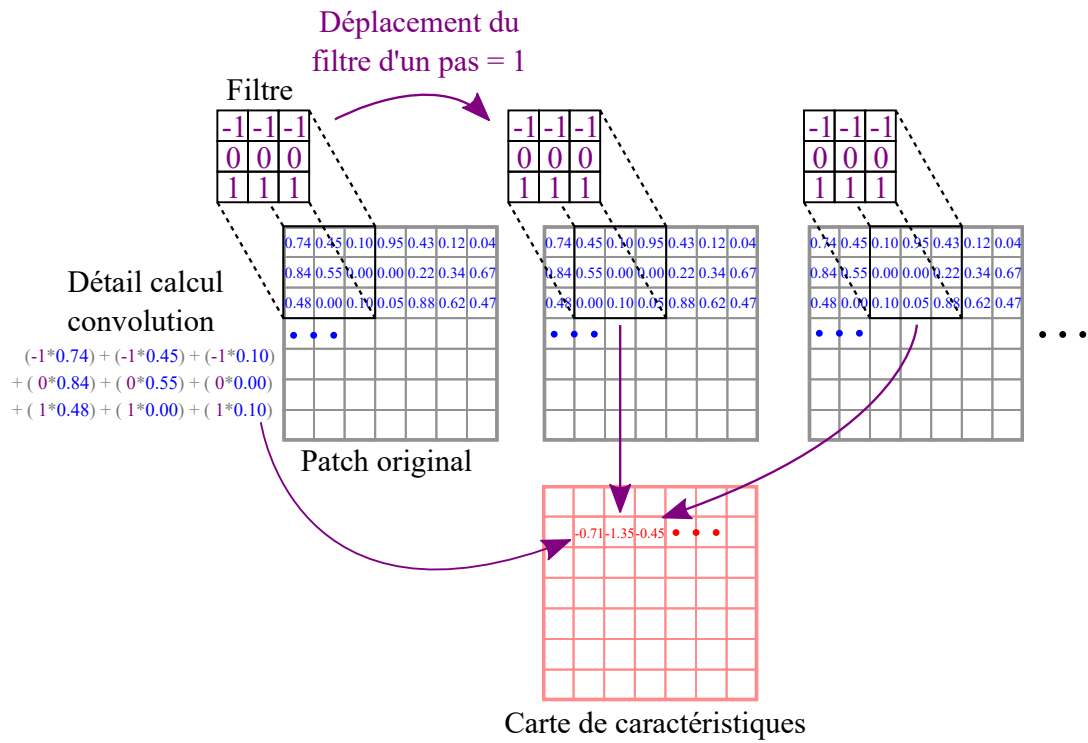 Déplacement du
filtre d'un pas = 1
Filtre
-1 -1 -1
0 0 0
1 1 1
-1 -1 -1
0 0 0
1 1 1
-1 -1 -1
0 0 0
1 1 1
0.74 0.45 0.10 0.95 0.43 0.12 0.04
0.84 0.55 0.00 0.00 0.22 0.34 0.67
0.48 0.00 0.10 0.05 0.88 0.62 0.47
• • •
0.74 0.45 0.10 0.95 0.43 0.12 0.04
0.84 0.55 0.00 0.00 0.22 0.34 0.67
0.48 0.00 0.10 0.05 0.88 0.62 0.47
• • •
0.74 0.45 0.10 0.95 0.43 0.12 0.04
0.84 0.55 0.00 0.00 0.22 0.34 0.67
0.48 0.00 0.10 0.05 0.88 0.62 0.47
• • •
• • •
Détail calcul
convolution
(-1*0.74) + (-1*0.45) + (-1*0.10)
+ ( 0*0.84) + ( 0*0.55) + ( 0*0.00)
+ ( 1*0.48) + ( 1*0.00) + ( 1*0.10)
Patch original
-0.71 -1.35 -0.45 • • •
Carte de caractéristiques